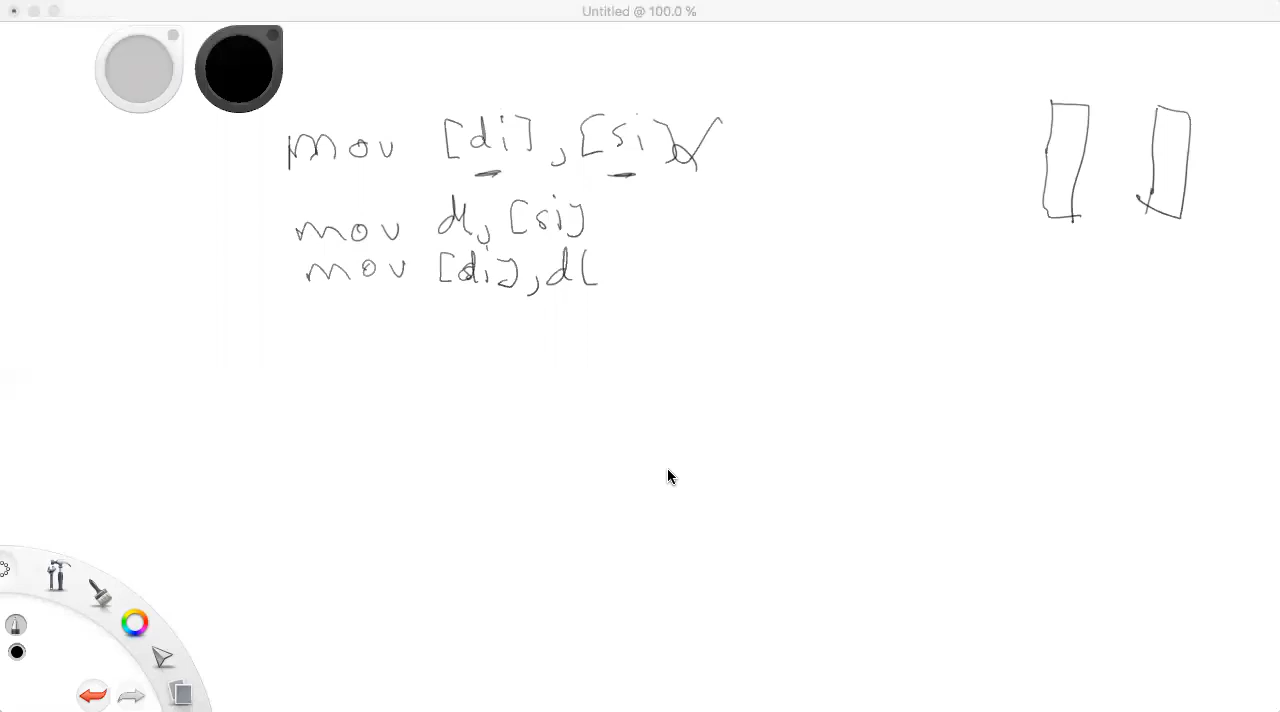 Untitled @ 100.0 %
mov [di], [si]
mov dl, [si]
mov [di], dl